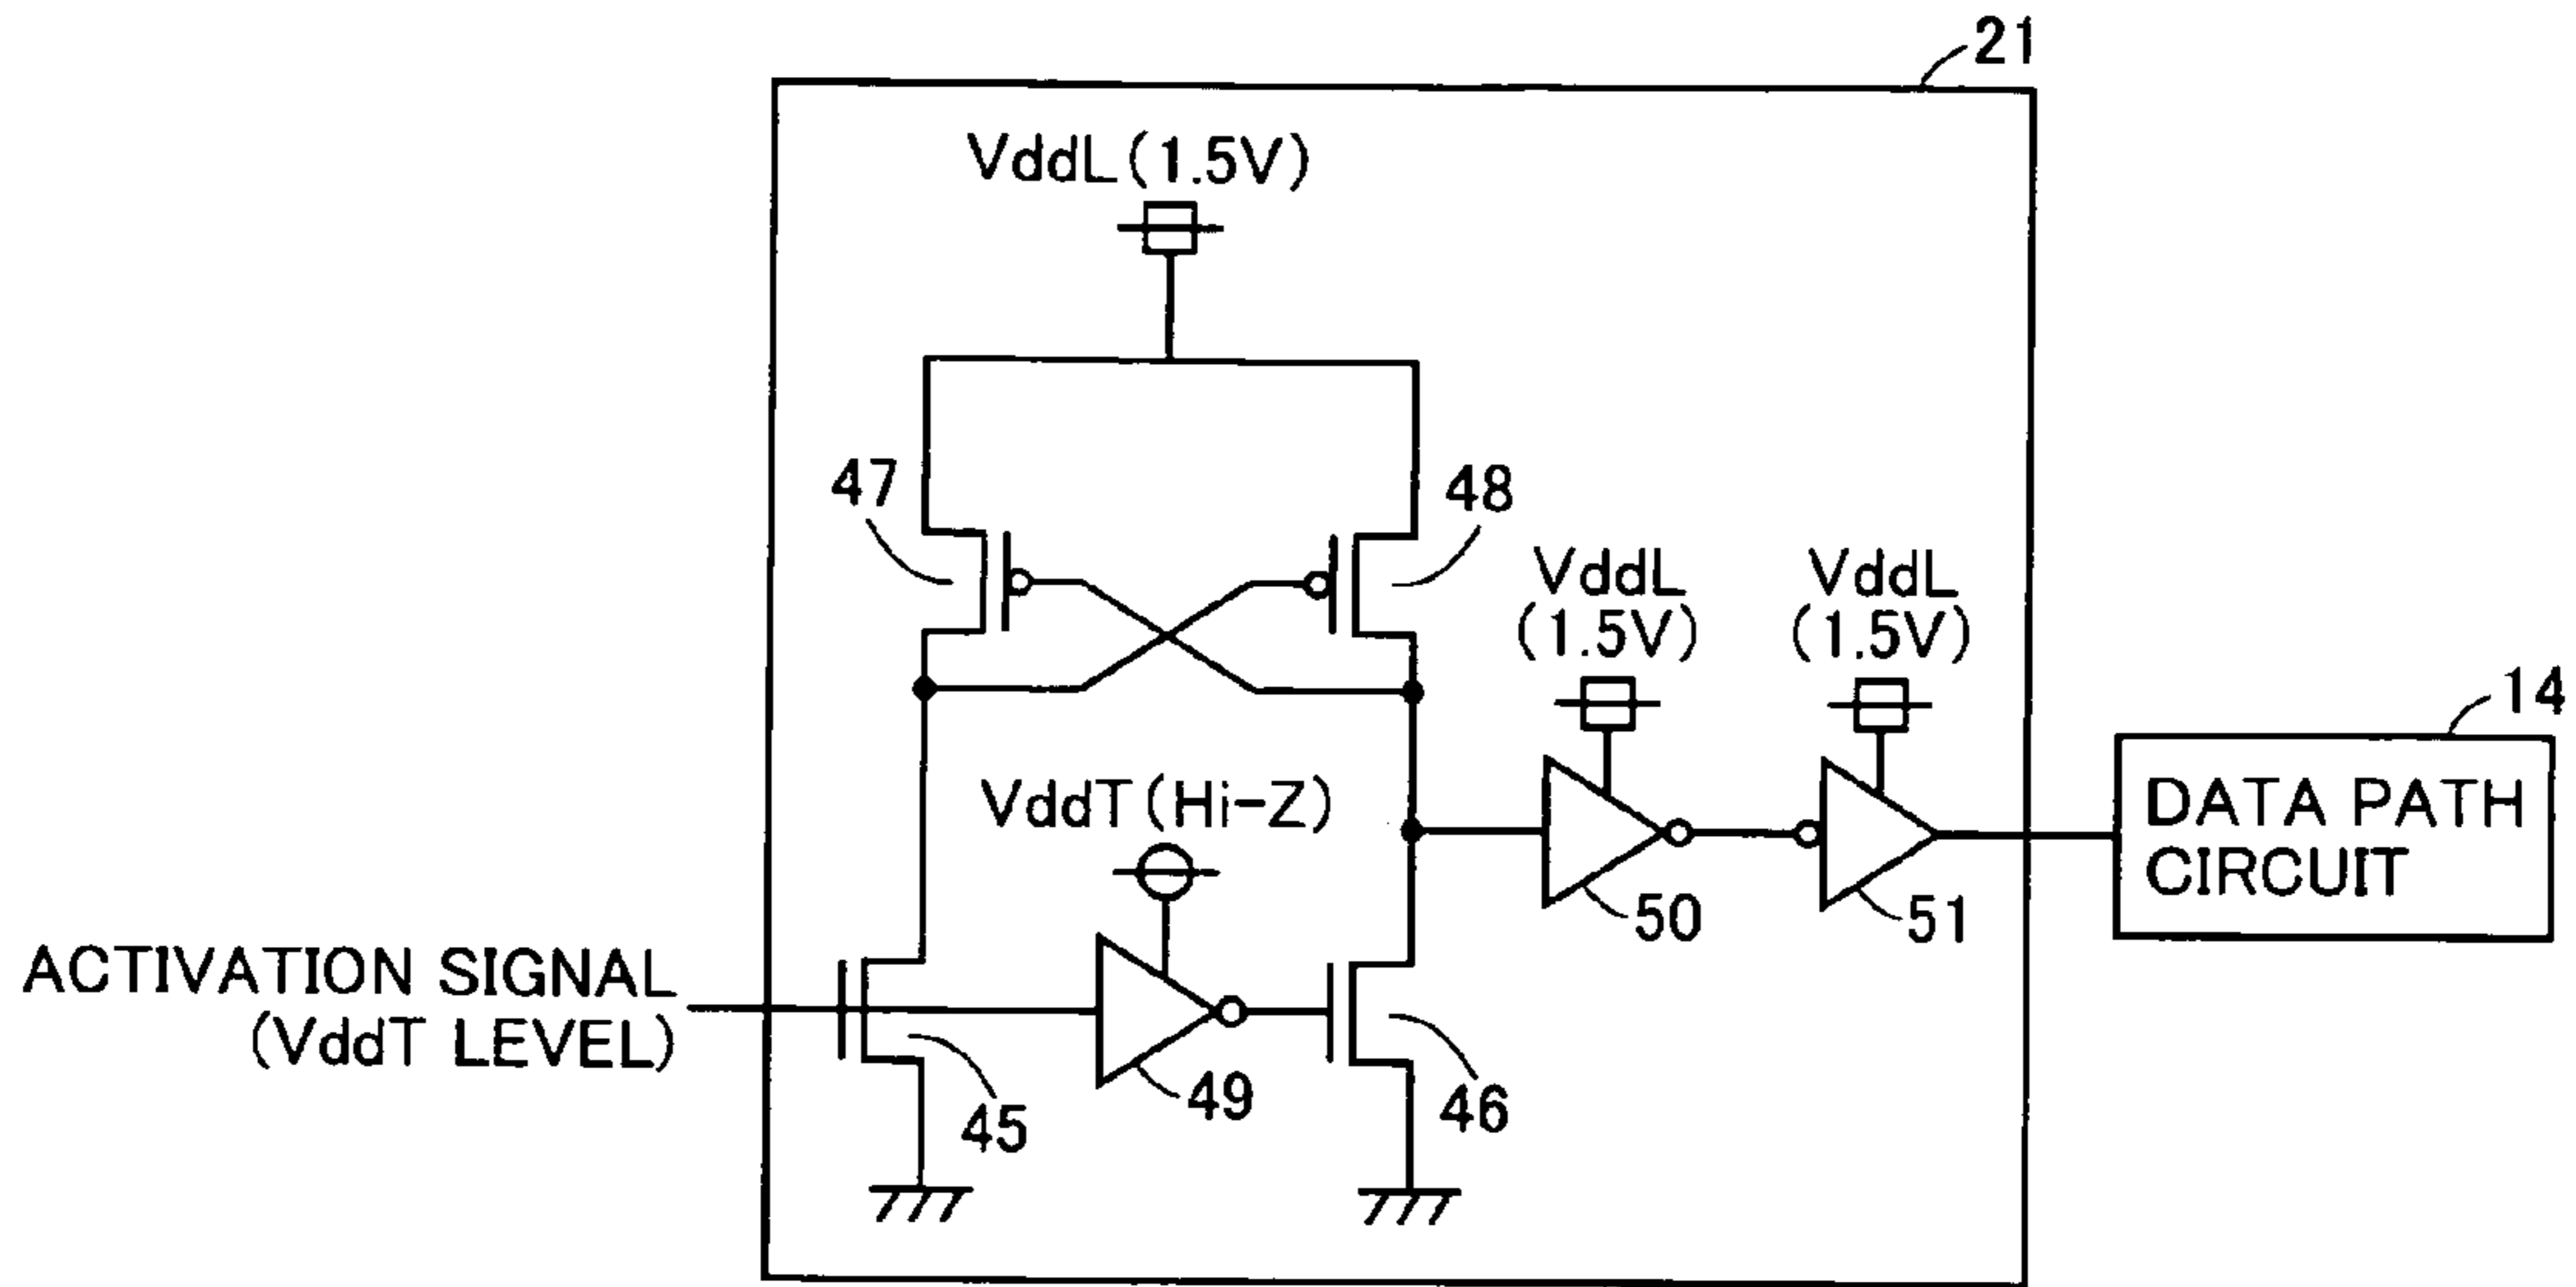 21
VddL(1.5V)
47
48
VddL
(1.5V)
VddL
(1.5V)
14
DATA PATH
CIRCUIT
VddT(Hi-Z)
50
51
ACTIVATION SIGNAL
(VddT LEVEL)
45
49
46